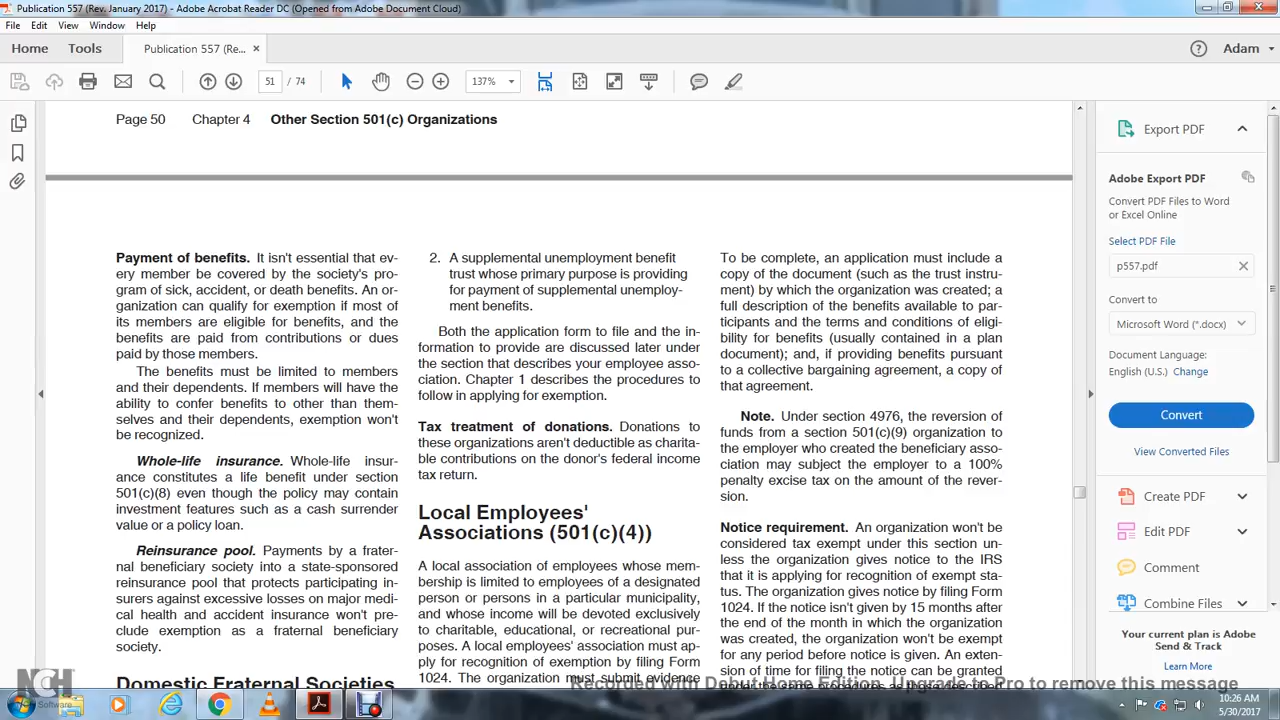 Publication 557 (Rev. January 2017) - Adobe Acrobat Reader DC (Opened from Adobe Document Cloud)
File Edit View Window Help
Home Tools Publication 557 (Re... × Adam
51 / 74 137%
Page 50 Chapter 4 Other Section 501(c) Organizations
Payment of benefits. It isn't essential that ev-
ery member be covered by the society's pro-
gram of sick, accident, or death benefits. An or-
ganization can qualify for exemption if most of
its members are eligible for benefits, and the
benefits are paid from contributions or dues
paid by those members.
The benefits must be limited to members
and their dependents. If members will have the
ability to confer benefits to other than them-
selves and their dependents, exemption won't
be recognized.
Whole-life insurance. Whole-life insur-
ance constitutes a life benefit under section
501(c)(8) even though the policy may contain
investment features such as a cash surrender
value or a policy loan.
Reinsurance pool. Payments by a frater-
nal beneficiary society into a state-sponsored
reinsurance pool that protects participating in-
surers against excessive losses on major medi-
cal health and accident insurance won't pre-
clude exemption as a fraternal beneficiary
society.
Domestic Fraternal Societies
2. A supplemental unemployment benefit
trust whose primary purpose is providing
for payment of supplemental unemploy-
ment benefits.
Both the application form to file and the in-
formation to provide are discussed later under
the section that describes your employee asso-
ciation. Chapter 1 describes the procedures to
follow in applying for exemption.
Tax treatment of donations. Donations to
these organizations aren't deductible as charita-
ble contributions on the donor's federal income
tax return.
Local Employees'
Associations (501(c)(4))
A local association of employees whose mem-
bership is limited to employees of a designated
person or persons in a particular municipality,
and whose income will be devoted exclusively
to charitable, educational, or recreational pur-
poses. A local employees' association must ap-
ply for recognition of exemption by filing Form
1024. The organization must submit evidence
To be complete, an application must include a
copy of the document (such as the trust instru-
ment) by which the organization was created; a
full description of the benefits available to par-
ticipants and the terms and conditions of eligi-
bility for benefits (usually contained in a plan
document); and, if providing benefits pursuant
to a collective bargaining agreement, a copy of
that agreement.
Note. Under section 4976, the reversion of
funds from a section 501(c)(9) organization to
the employer who created the beneficiary asso-
ciation may subject the employer to a 100%
penalty excise tax on the amount of the rever-
sion.
Notice requirement. An organization won't be
considered tax exempt under this section un-
less the organization gives notice to the IRS
that it is applying for recognition of exempt sta-
tus. The organization gives notice by filing Form
1024. If the notice isn't given by 15 months after
the end of the month in which the organization
was created, the organization won't be exempt
for any period before notice is given. An exten-
sion of time for filing the notice can be granted
Export PDF
Adobe Export PDF
Convert PDF Files to Word
or Excel Online
Select PDF File
p557.pdf
Convert to
Microsoft Word (*.docx)
Document Language:
English (U.S.) Change
Convert
View Converted Files
Create PDF
Edit PDF
Comment
Combine Files
Your current plan is Adobe
Send & Track
Learn More
Recorded with Debut Home Edition. Upgrade to Pro to remove this message
NCH
Software
10:26 AM
5/30/2017